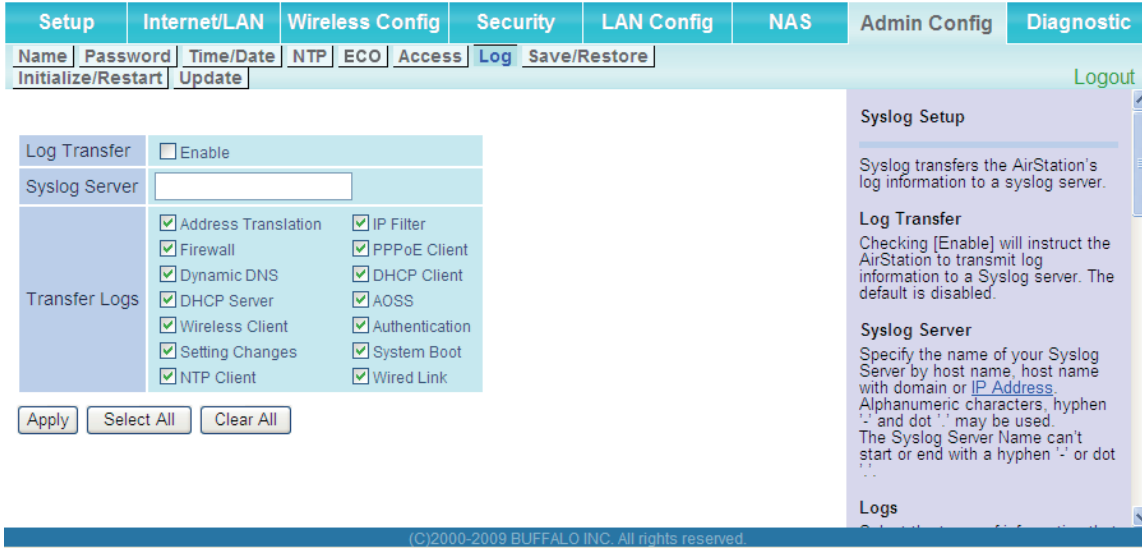 Setup Internet/LAN Wireless Config Security LAN Config NAS Admin Config Diagnostic
Name Password Time/Date NTP ECO Access Log Save/Restore
Initialize/Restart Update
Logout
Log Transfer Enable
Syslog Server
Transfer Logs
Address Translation IP Filter
Firewall PPPoE Client
Dynamic DNS DHCP Client
DHCP Server AOSS
Wireless Client Authentication
Setting Changes System Boot
NTP Client Wired Link
Apply Select All Clear All
Syslog Setup
Syslog transfers the AirStation's
log information to a syslog server.
Log Transfer
Checking [Enable] will instruct the
AirStation to transmit log
information to a Syslog server. The
default is disabled.
Syslog Server
Specify the name of your Syslog
Server by host name, host name
with domain or IP Address.
Alphanumeric characters, hyphen
'-' and dot '.' may be used.
The Syslog Server Name can't
start or end with a hyphen '-' or dot
'.'.
Logs
(C)2000-2009 BUFFALO INC. All rights reserved.